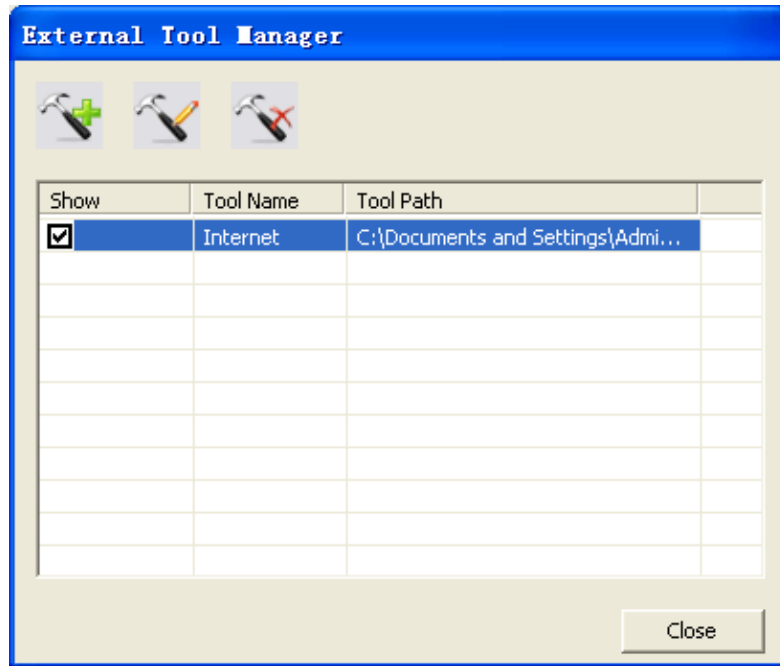 External Tool Manager
Show Tool Name Tool Path
Internet C:\Documents and Settings\Admi...
Close